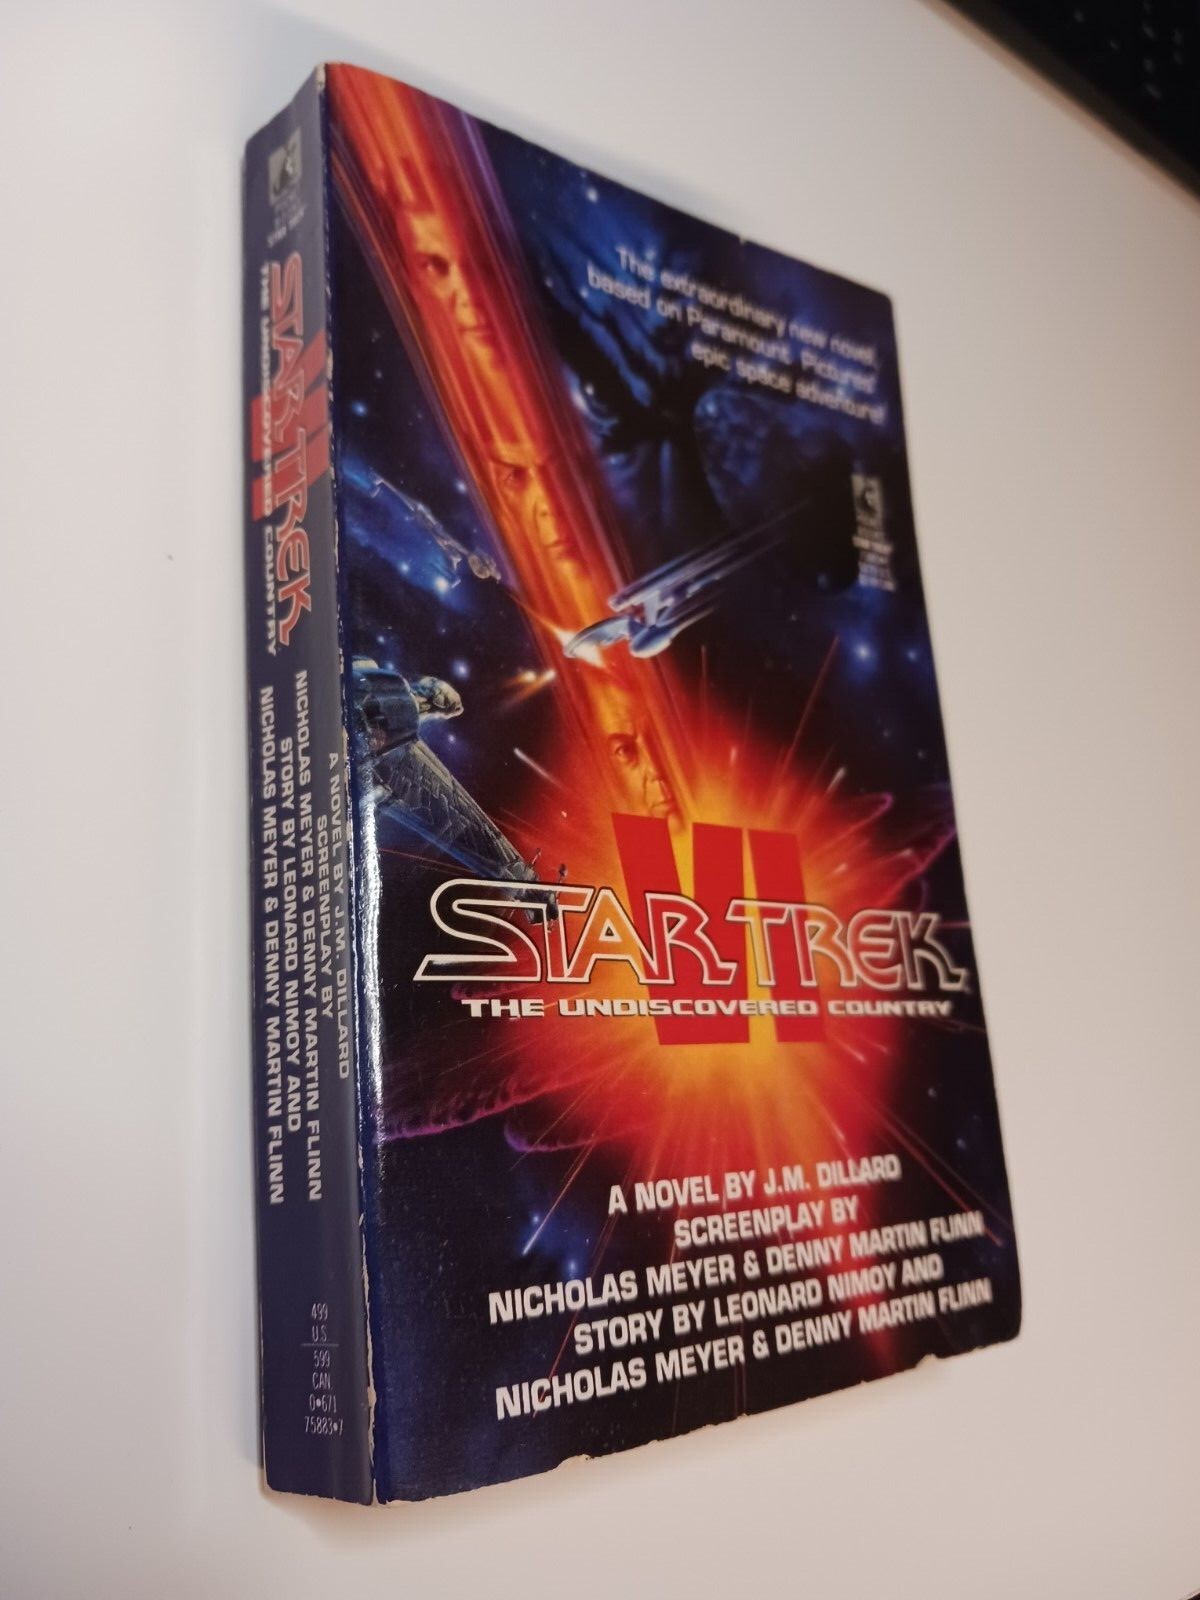 The extraordinary new novel,
based on Paramount Pictures'
epic space adventure!
VI
STAR TREK
THE UNDISCOVERED COUNTRY
A NOVEL BY J.M. DILLARD
SCREENPLAY BY
NICHOLAS MEYER & DENNY MARTIN FLINN
STORY BY LEONARD NIMOY AND
NICHOLAS MEYER & DENNY MARTIN FLINN
STAR TREK
VI
THE UNDISCOVERED COUNTRY
A NOVEL BY J.M. DILLARD
SCREENPLAY BY
NICHOLAS MEYER & DENNY MARTIN FLINN
STORY BY LEONARD NIMOY AND
NICHOLAS MEYER & DENNY MARTIN FLINN
499
U.S.
599
CAN.
0•671
75883•7